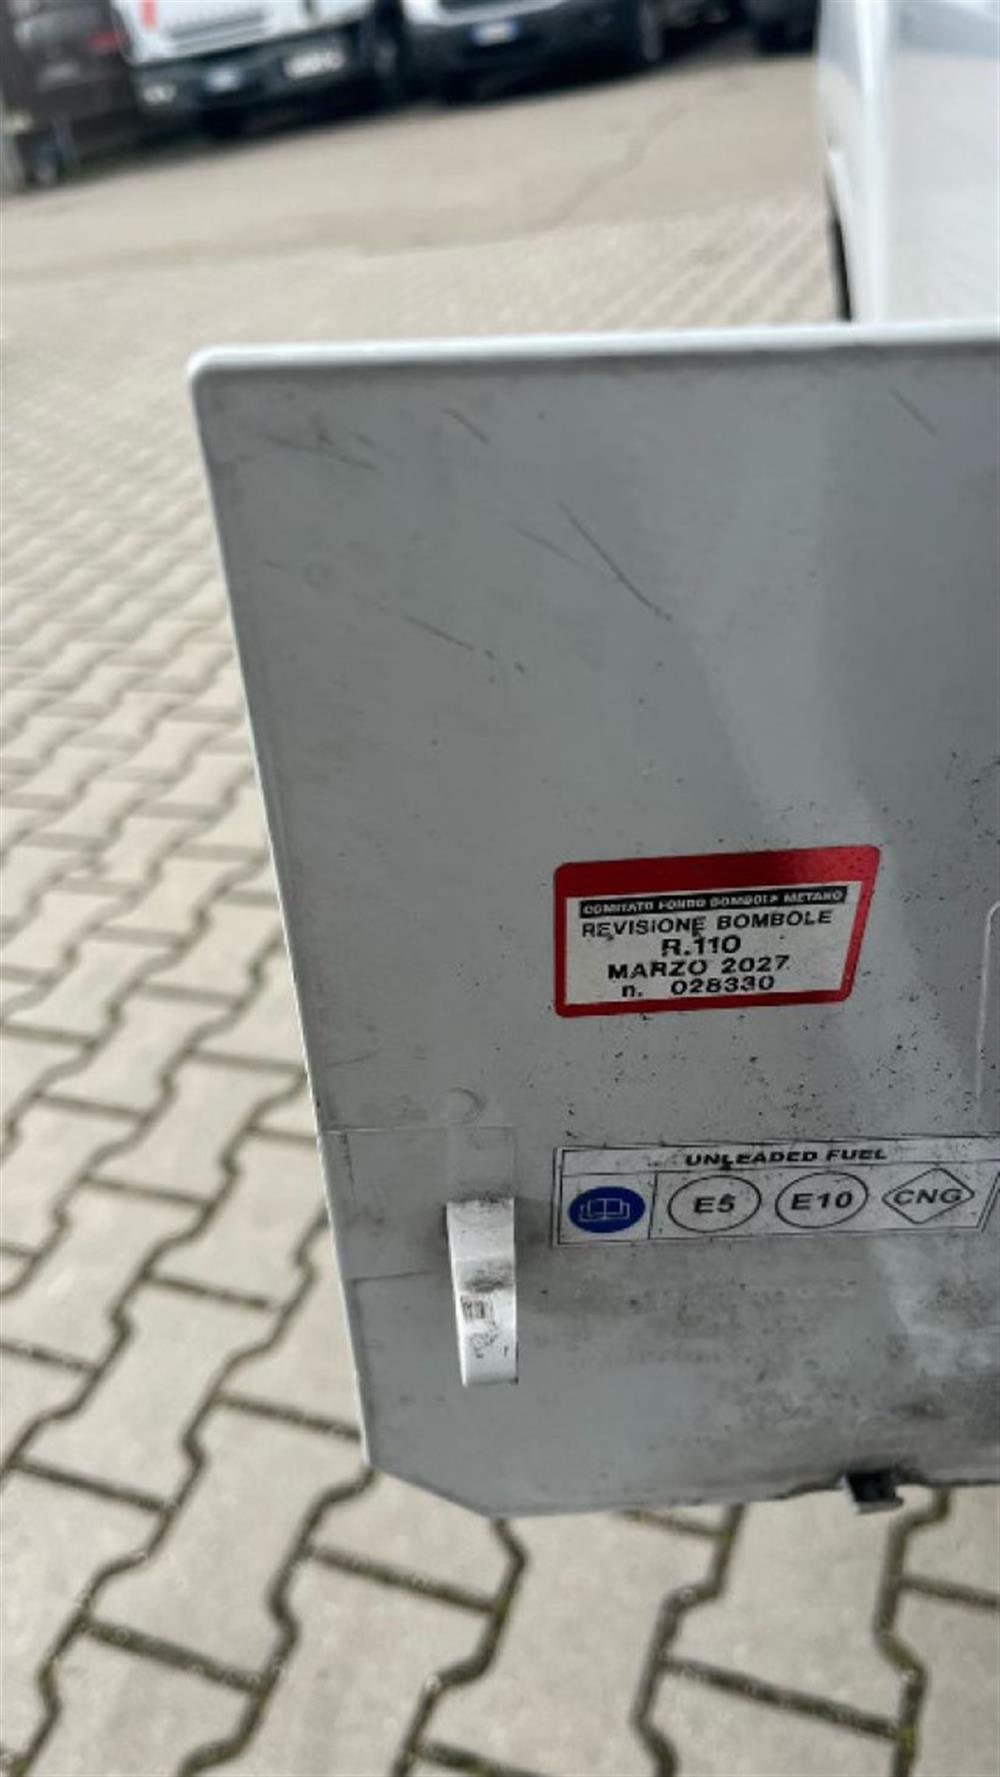 COMITATO FONDO BOMBOLE METANO
REVISIONE BOMBOLE
R.110
MARZO 2027
n. 028330
UNLEADED FUEL
E5 E10 CNG